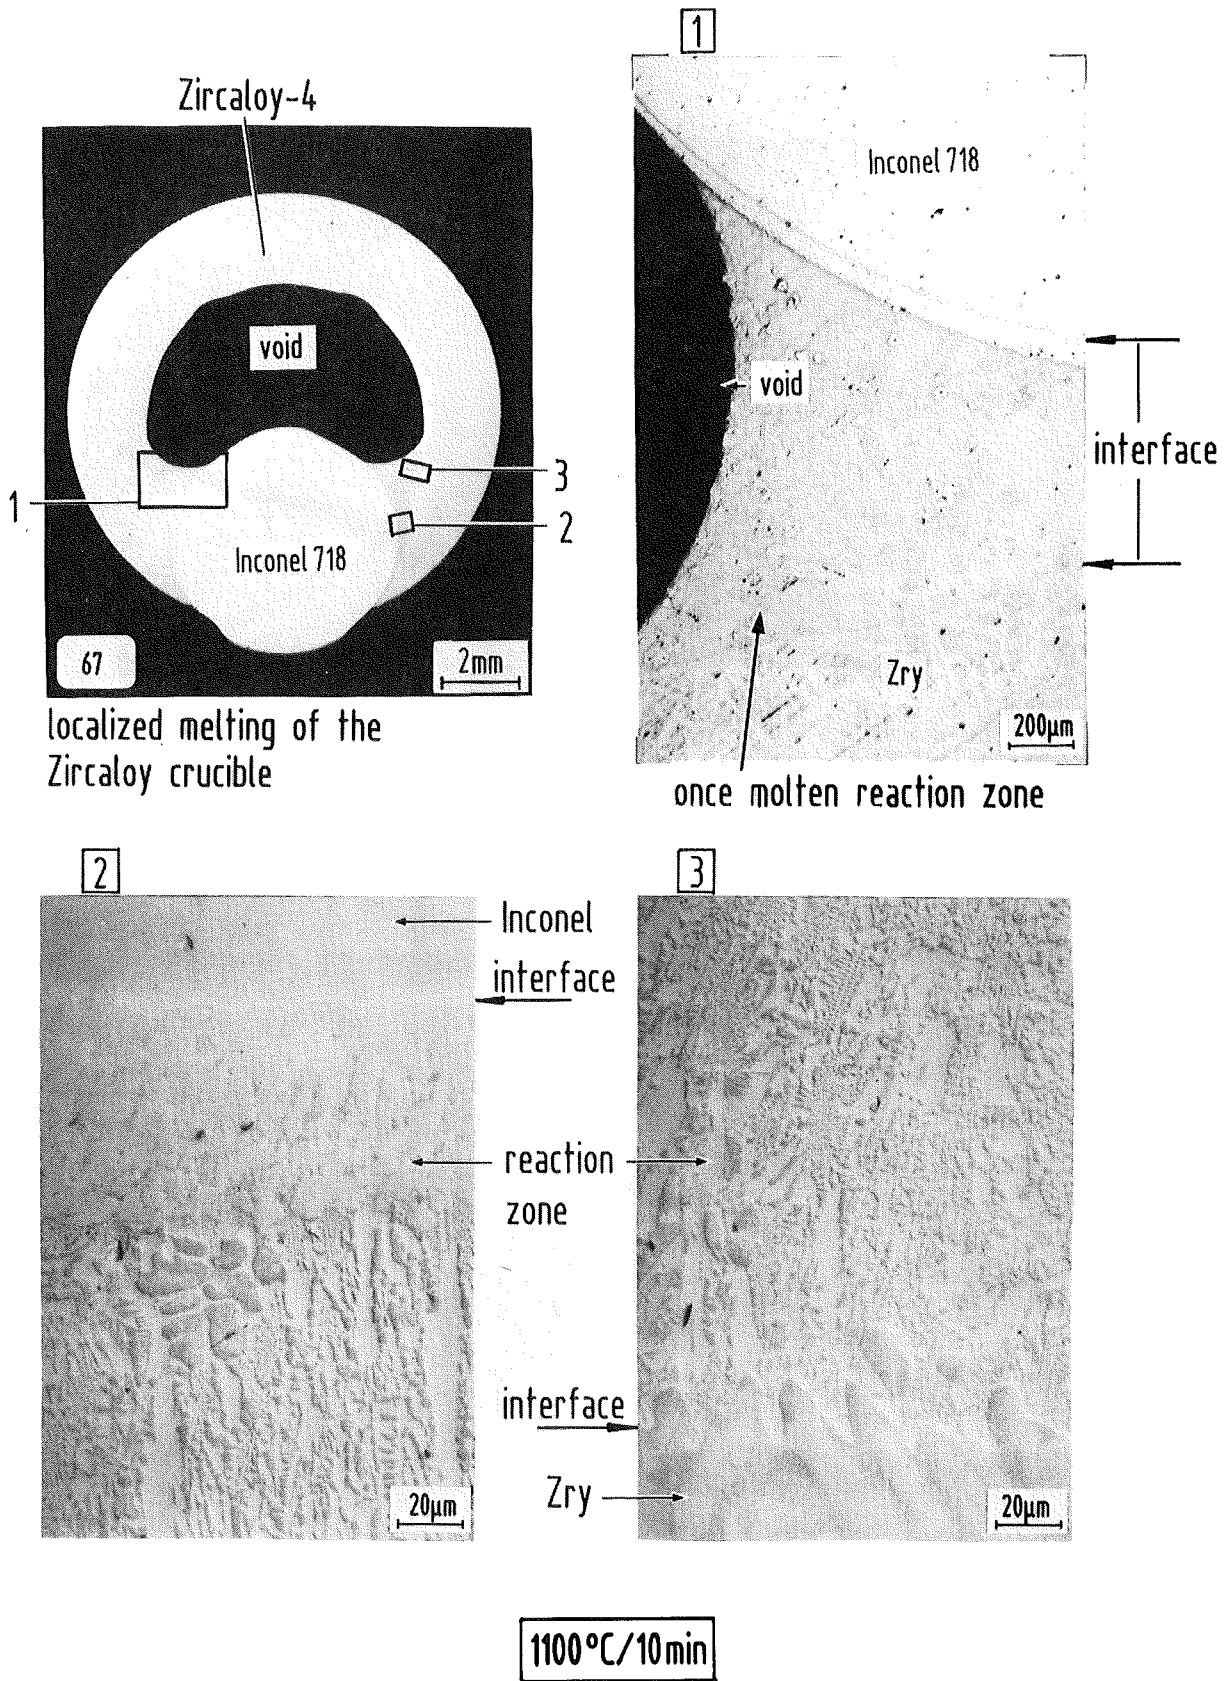 Zircaloy-4
void
1
3
2
Inconel 718
67
2mm
localized melting of the
Zircaloy crucible
1
Inconel 718
void
interface
Zry
200µm
once molten reaction zone
2
Inconel
interface
reaction
zone
20µm
3
interface
Zry
20µm
1100°C/10min